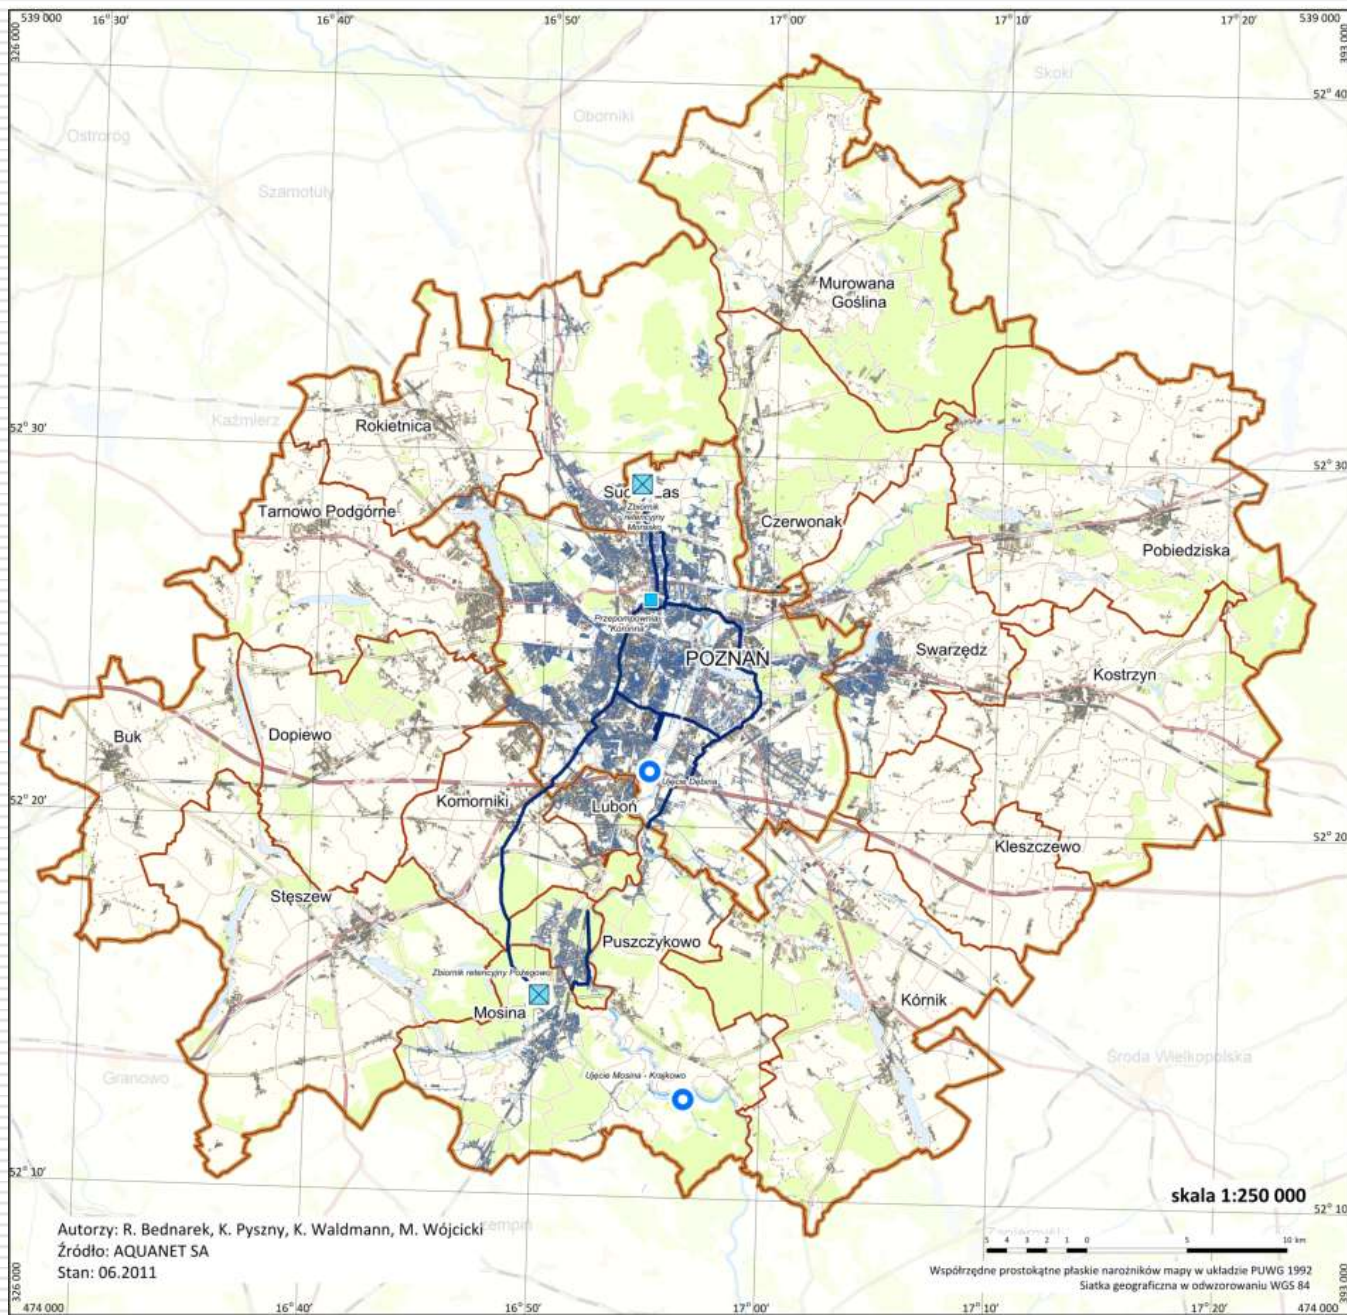 539 000
16° 30'
16° 40'
16° 50'
17° 00'
17° 10'
17° 20'
539 000
326 000
393 000
Skoki
52° 40'
Oborniki
Ostroróg
Szamotuły
Murowana
Goślina
Kaźmierz
Rokietnica
52° 30'
52° 30'
Suchy Las
Tarnowo Podgórne
Zbiornik
retencyjny
Morasko
Czerwonak
Pobiedziska
Przepompownia
Koronna
POZNAŃ
Swarzędz
Kostrzyn
Buk
Dopiewo
Ujęcie Dębina
52° 20'
Komorniki
Luboń
52° 20'
Kleszczewo
Stęszew
Puszczykowo
Zbiornik retencyjny Pożegowo
Mosina
Kórnik
Środa Wielkopolska
Granowo
Ujęcie Mosina - Krajkowo
52° 10'
skala 1:250 000
52° 10'
Autorzy: R. Bednarek, K. Pyszny, K. Waldmann, M. Wójcicki
Źródło: AQUANET SA
Stan: 06.2011
5 4 3 2 1 0 5 10 km
Współrzędne prostokątne płaskie narożników mapy w układzie PUWG 1992
Siatka geograficzna w odwzorowaniu WGS 84
326 000
393 000
474 000
16° 40'
16° 50'
17° 00'
17° 10'
17° 20'
474 000